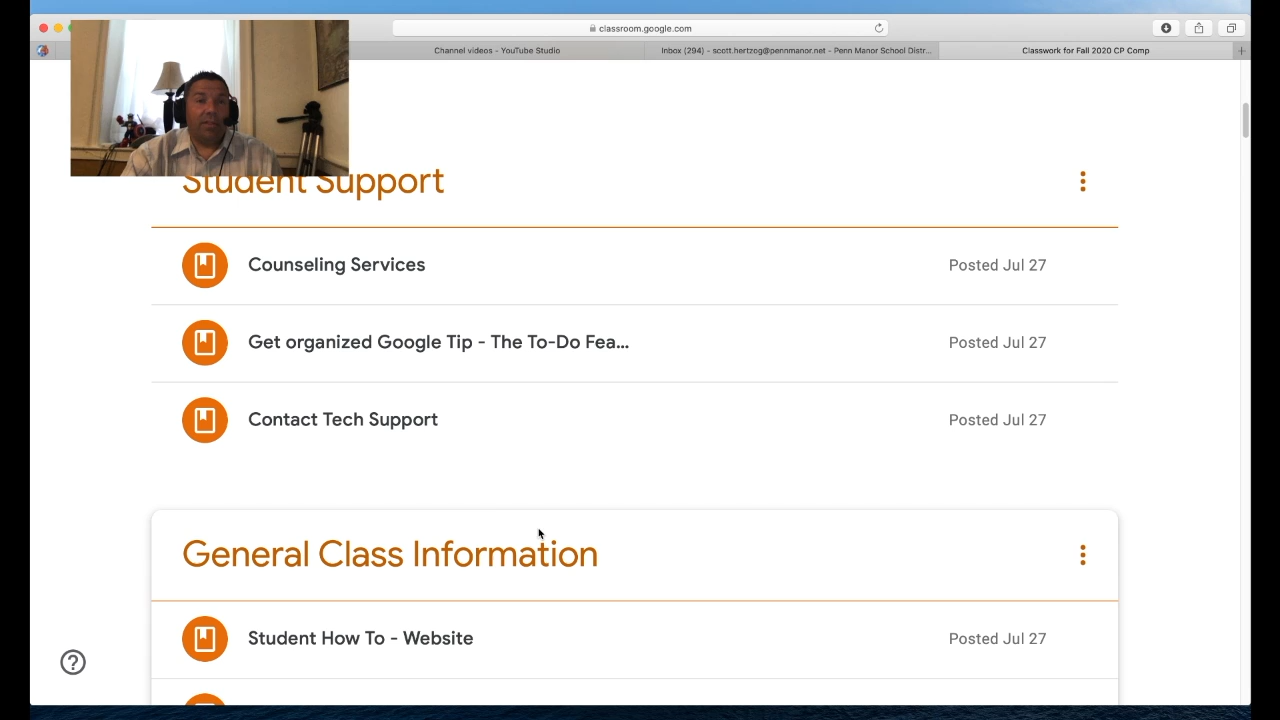 classroom.google.com
Channel videos - YouTube Studio
Inbox (294) - scott.hertzog@pennmanor.net - Penn Manor School Distr...
Classwork for Fall 2020 CP Comp
Student Support
Counseling Services
Posted Jul 27
Get organized Google Tip - The To-Do Fea...
Posted Jul 27
Contact Tech Support
Posted Jul 27
General Class Information
Student How To - Website
Posted Jul 27